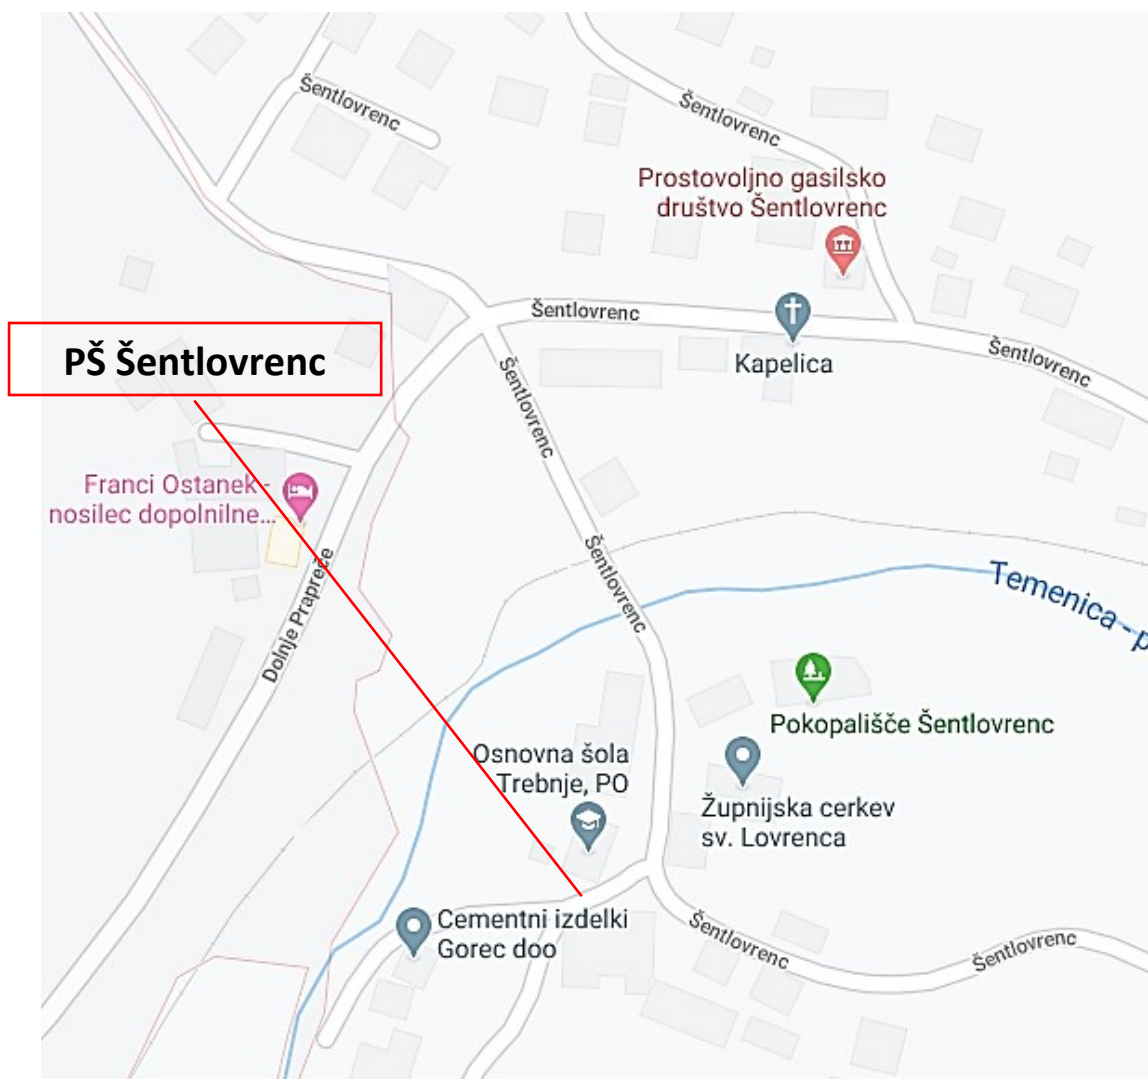 Šentlovrenc
Šentlovrenc
Prostovoljno gasilsko
društvo Šentlovrenc
Šentlovrenc
Kapelica
Šentlovrenc
PŠ Šentlovrenc
Šentlovrenc
Franci Ostanek -
nosilec dopolnilne...
Šentlovrenc
Dolnje Prapreče
Temenica - p
Pokopališče Šentlovrenc
Osnovna šola
Trebnje, PO
Župnijska cerkev
sv. Lovrenca
Cementni izdelki
Gorec doo
Šentlovrenc
Šentlovrenc